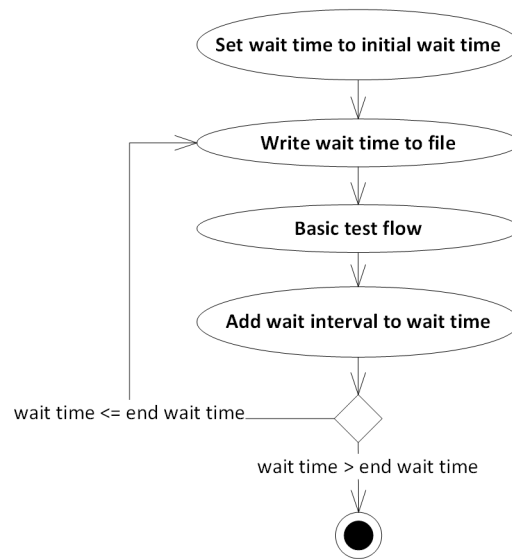 Set wait time to initial wait time
Write wait time to file
Basic test flow
Add wait interval to wait time
wait time <= end wait time
wait time > end wait time